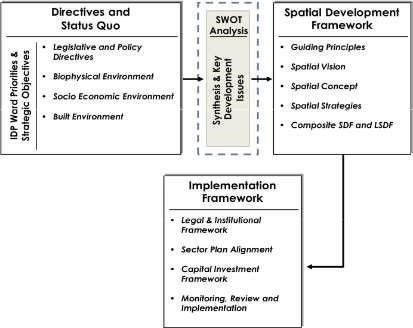 Directives and
Status Quo
IDP Ward Priorities &
Strategic Objectives
• Legislative and Policy
Directives
• Biophysical Environment
• Socio Economic Environment
• Built Environment
SWOT
Analysis
Synthesis & Key
Development
Issues
Spatial Development
Framework
• Guiding Principles
• Spatial Vision
• Spatial Concept
• Spatial Strategies
• Composite SDF and LSDF
Implementation
Framework
• Legal & Institutional
Framework
• Sector Plan Alignment
• Capital Investment
Framework
• Monitoring, Review and
Implementation